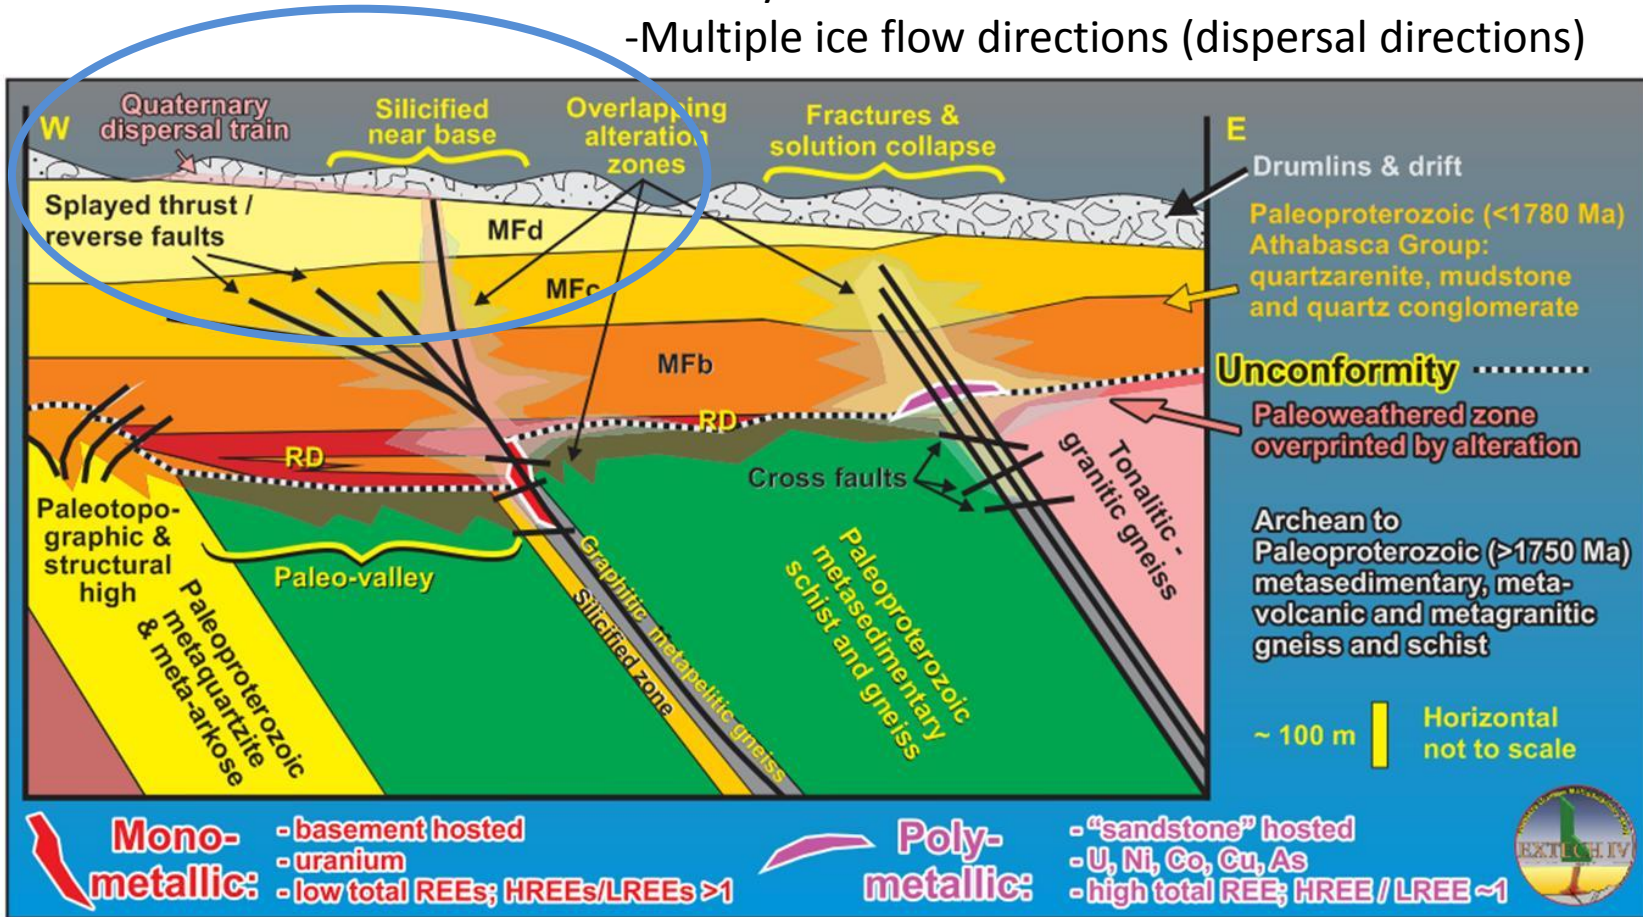 -Multiple ice flow directions (dispersal directions)
W
Quaternary
dispersal train
Silicified
near base
Overlapping
alteration
zones
Fractures &
solution collapse
E
Drumlins & drift
Splayed thrust /
reverse faults
MFd
MFc
MFb
RD
RD
Paleoproterozoic (<1780 Ma)
Athabasca Group:
quartzarenite, mudstone
and quartz conglomerate
Unconformity
Paleoweathered zone
overprinted by alteration
Cross faults
Tonalitic -
granitic gneiss
Paleotopo-
graphic &
structural
high
Paleo-valley
Paleoproterozoic
metaquartzite
& meta-arkose
Graphitic metapelitic gneiss
Silicified zone
Paleoproterozoic
metasedimentary
schist and gneiss
Archean to
Paleoproterozoic (>1750 Ma)
metasedimentary, meta-
volcanic and metagranitic
gneiss and schist
~ 100 m
Horizontal
not to scale
Mono-
metallic:
- basement hosted
- uranium
- low total REEs; HREEs/LREEs >1
Poly-
metallic:
- "sandstone" hosted
- U, Ni, Co, Cu, As
- high total REE; HREE / LREE ~1
EXTECH IV